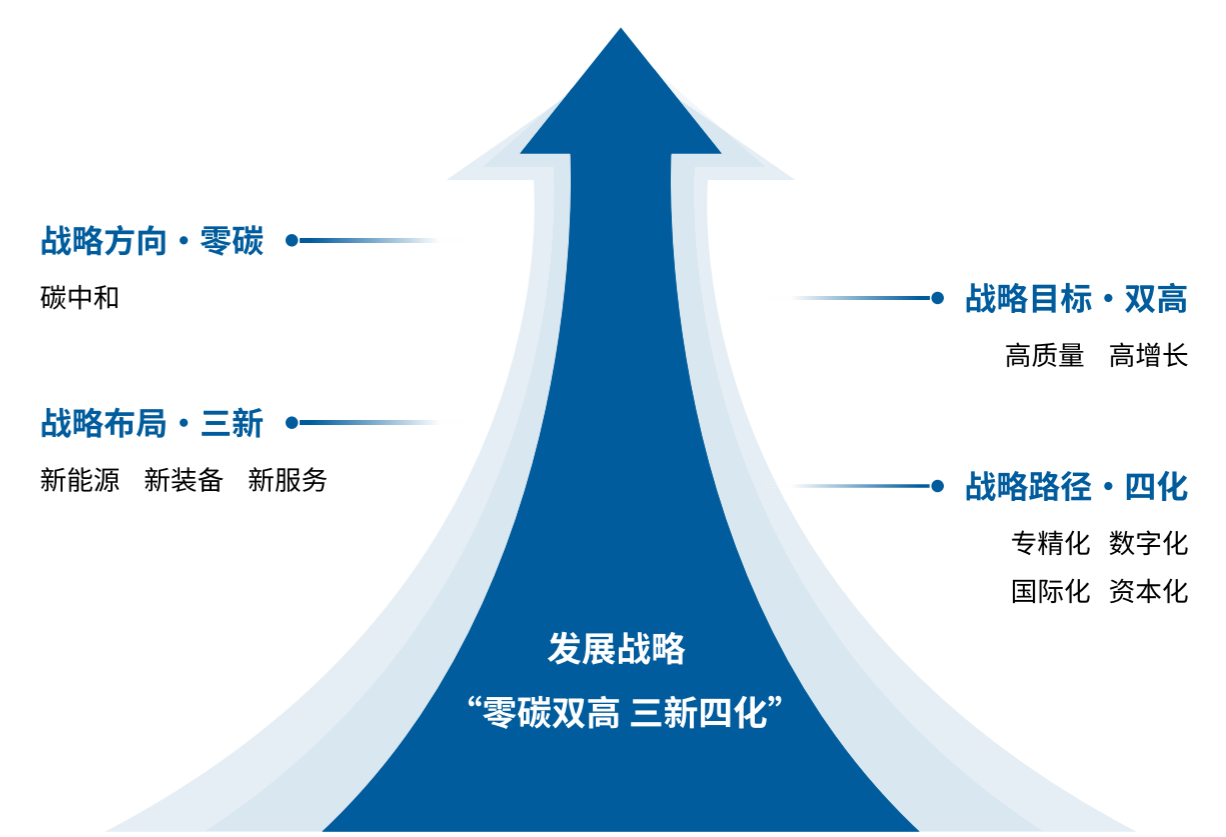 战略方向·零碳
碳中和
战略目标·双高
高质量 高增长
战略布局·三新
新能源 新装备 新服务
战略路径·四化
专精化 数字化
国际化 资本化
发展战略
“零碳双高 三新四化”